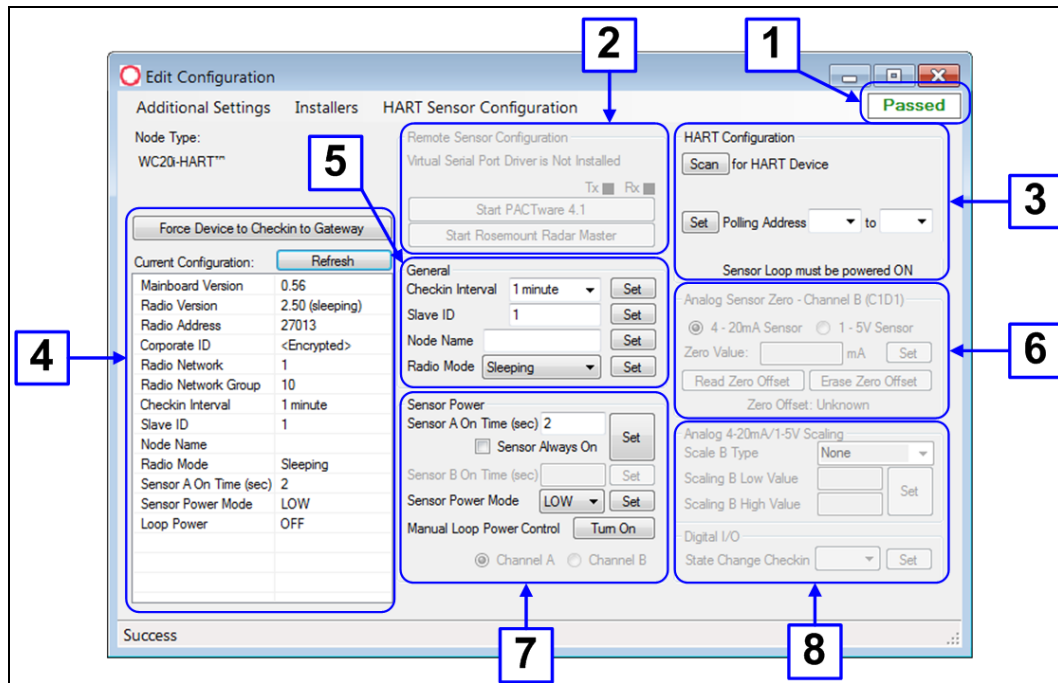 1
2
3
4
5
6
7
8
Edit Configuration
Additional Settings Installers HART Sensor Configuration Passed
Node Type:
WC20i-HART™
Force Device to Checkin to Gateway
Current Configuration: Refresh
Mainboard Version 0.56
Radio Version 2.50 (sleeping)
Radio Address 27013
Corporate ID <Encrypted>
Radio Network 1
Radio Network Group 10
Checkin Interval 1 minute
Slave ID 1
Node Name
Radio Mode Sleeping
Sensor A On Time (sec) 2
Sensor Power Mode LOW
Loop Power OFF
Remote Sensor Configuration
Virtual Serial Port Driver is Not Installed
Tx Rx
Start PACTware 4.1
Start Rosemount Radar Master
General
Checkin Interval 1 minute Set
Slave ID 1 Set
Node Name Set
Radio Mode Sleeping Set
Sensor Power
Sensor A On Time (sec) 2 Set
Sensor Always On
Sensor B On Time (sec) Set
Sensor Power Mode LOW Set
Manual Loop Power Control Turn On
Channel A Channel B
HART Configuration
Scan for HART Device
Set Polling Address to
Sensor Loop must be powered ON
Analog Sensor Zero - Channel B (C1D1)
4 - 20mA Sensor 1 - 5V Sensor
Zero Value: mA Set
Read Zero Offset Erase Zero Offset
Zero Offset: Unknown
Analog 4-20mA/1-5V Scaling
Scale B Type None
Scaling B Low Value Set
Scaling B High Value
Digital I/O
State Change Checkin Set
Success